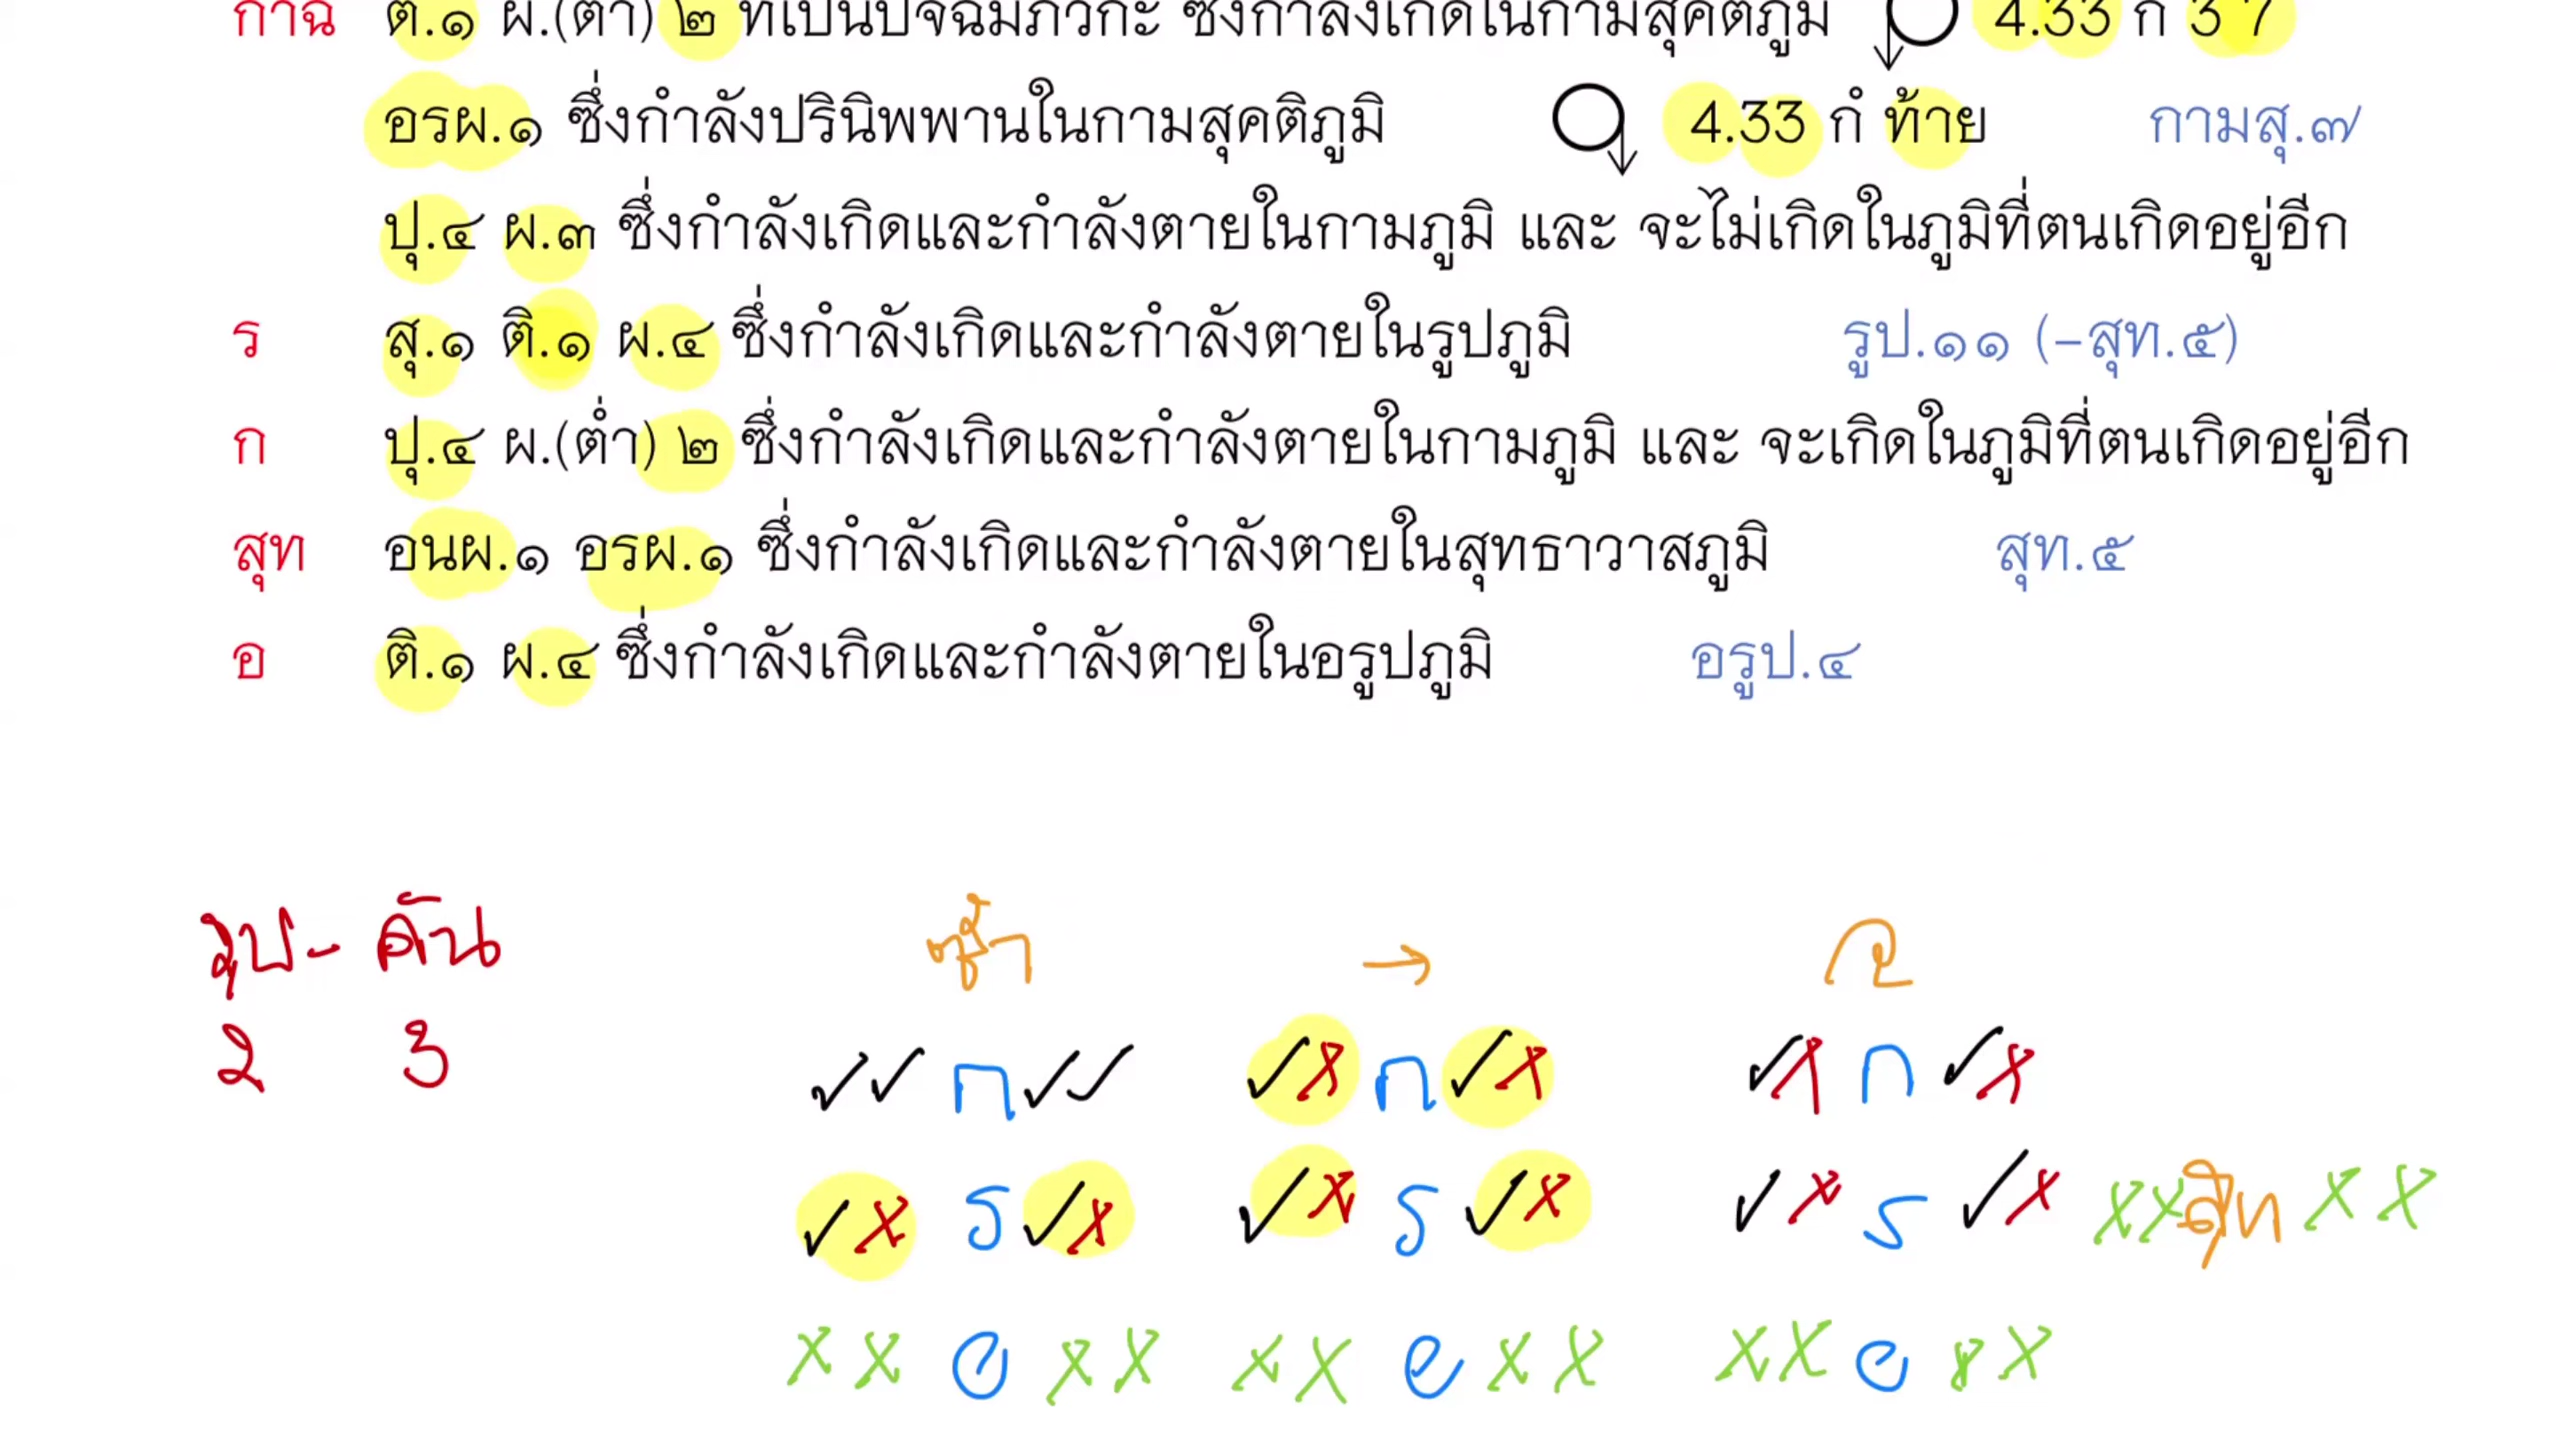 กาฉ ติ.๑ ผ.(ต่ำ) ๒ ที่เป็นปัจฉิมภวิกะ ซึ่งกำลังเกิดในกามสุคติภูมิ 4.33 กํ 3 7
อรผ.๑ ซึ่งกำลังปรินิพพานในกามสุคติภูมิ 4.33 กํ ท้าย กามสุ.๗
ปุ.๔ ผ.๓ ซึ่งกำลังเกิดและกำลังตายในกามภูมิ และ จะไม่เกิดในภูมิที่ตนเกิดอยู่อีก
ร สุ.๑ ติ.๑ ผ.๔ ซึ่งกำลังเกิดและกำลังตายในรูปภูมิ รูป.๑๑ (-สุท.๕)
ก ปุ.๔ ผ.(ต่ำ) ๒ ซึ่งกำลังเกิดและกำลังตายในกามภูมิ และ จะเกิดในภูมิที่ตนเกิดอยู่อีก
สุท อนผ.๑ อรผ.๑ ซึ่งกำลังเกิดและกำลังตายในสุทธาวาสภูมิ สุท.๕
อ ติ.๑ ผ.๔ ซึ่งกำลังเกิดและกำลังตายในอรูปภูมิ อรูป.๔
รูป - คัน ซ้ำ →
2 3 ✓✓ ก ✓✓ ✓✗ ก ✓✗ ✓✗ ก ✓✗
✓✗ ร ✓✗ ✓✗ ร ✓✗ ✓✗ ร ✓✗ ✗✗ สุท ✗✗
✗✗ อ ✗✗ ✗✗ อ ✗✗ ✗✗ อ ✗✗